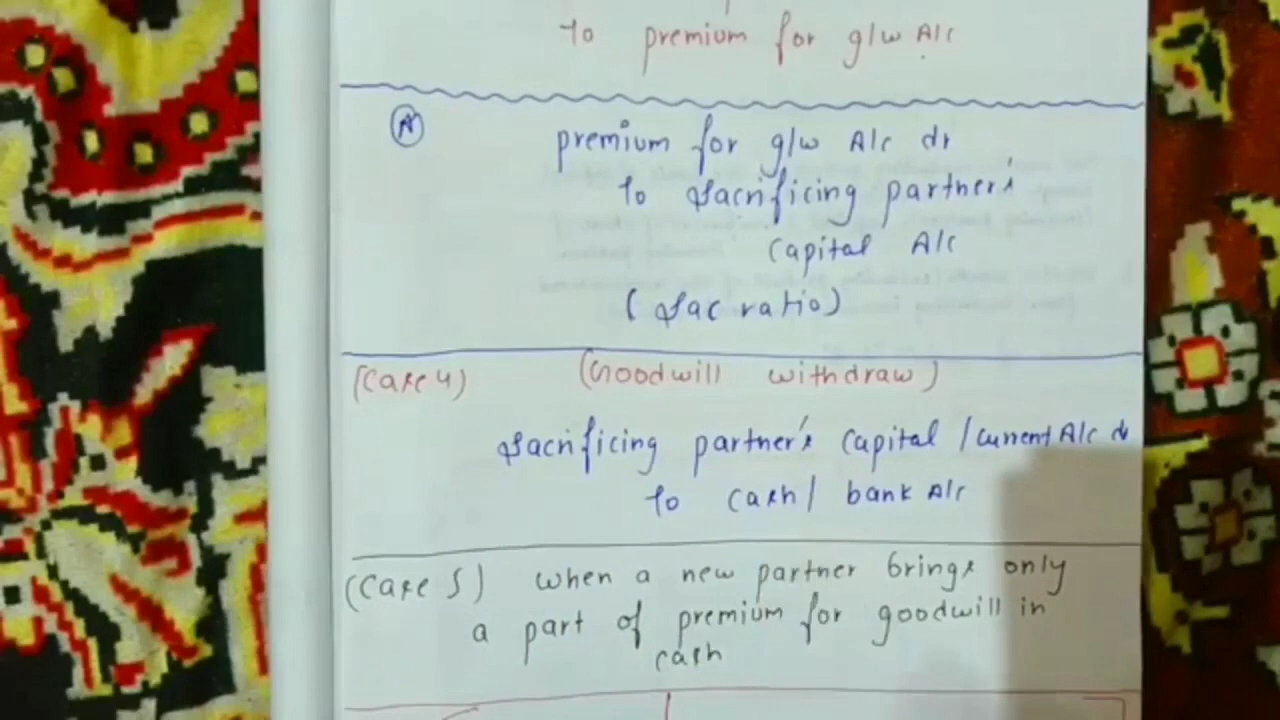 To premium for g/w A/c
(A) premium for g/w A/c dr
To Sacrificing partner's
Capital A/c
(Sac ratio)
(Case 4) (Goodwill withdraw)
Sacrificing partner's Capital / Current A/c dr
To Cash / bank A/c
(Case 5) when a new partner brings only
a part of premium for goodwill in
cash